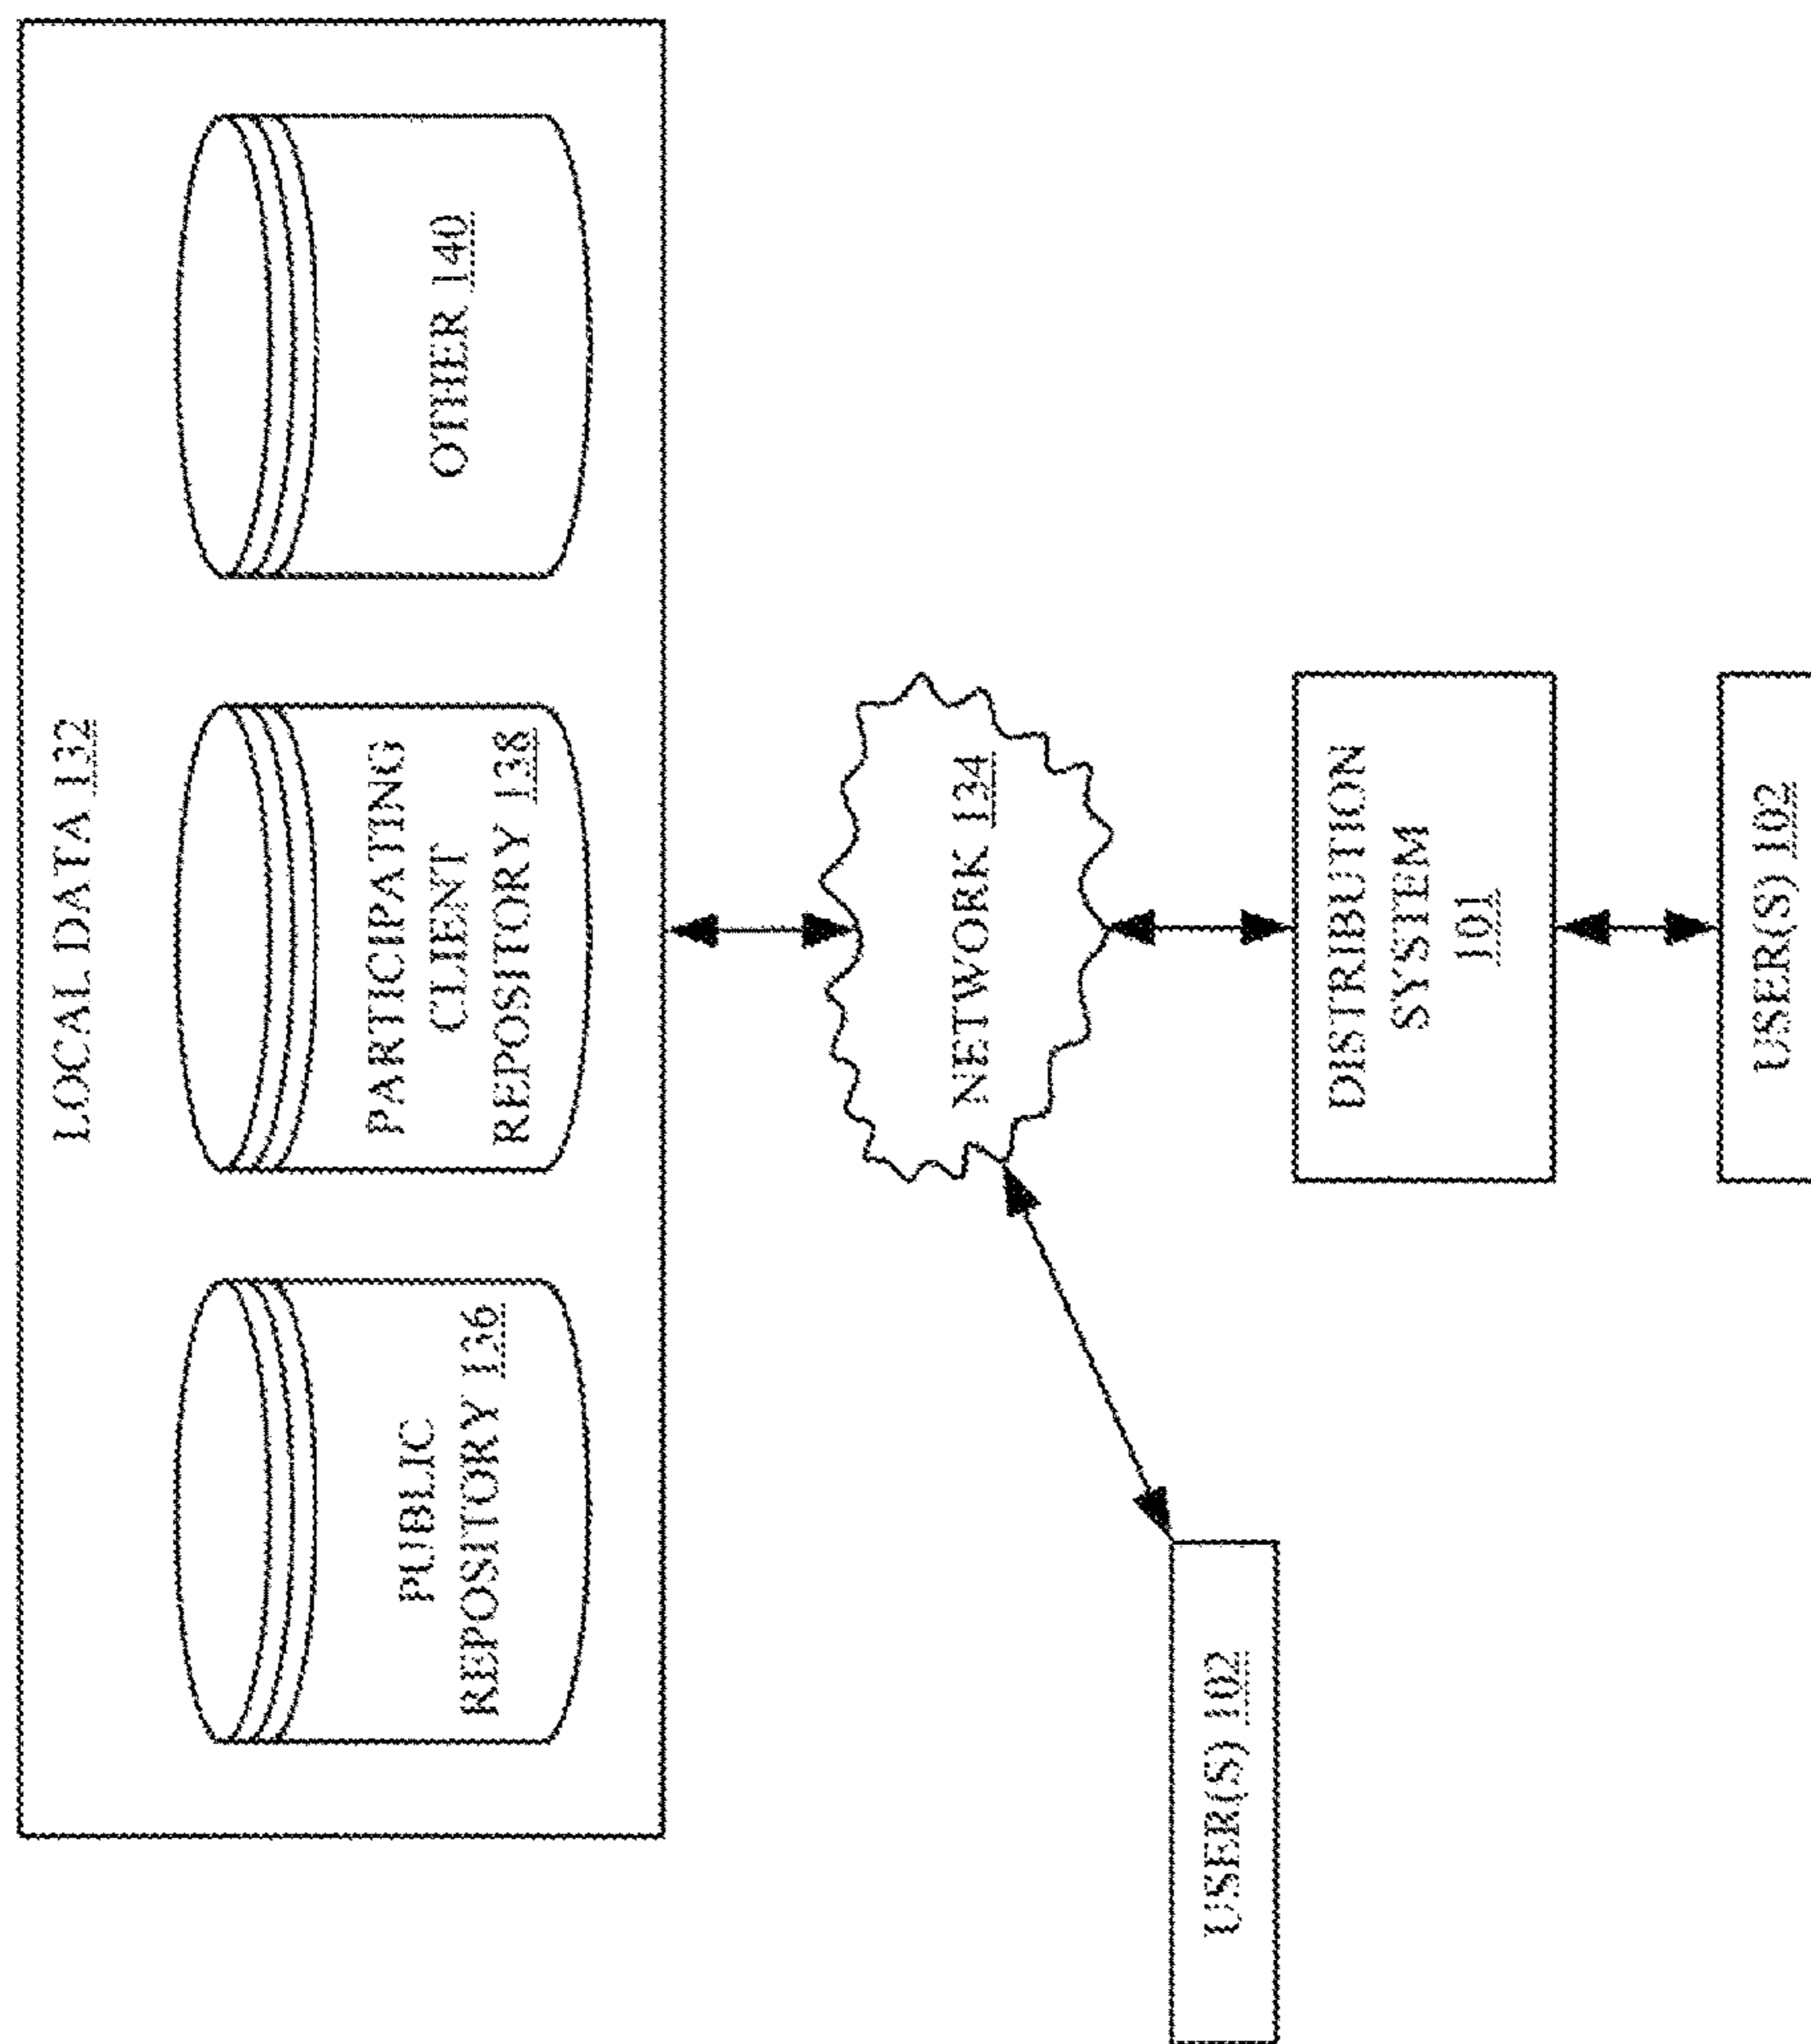 LOCAL DATA 132
PUBLIC
REPOSITORY 136
PARTICIPATING
CLIENT
REPOSITORY 138
OTHER 140
NETWORK 134
USER(S) 102
DISTRIBUTION
SYSTEM
101
USER(S) 102